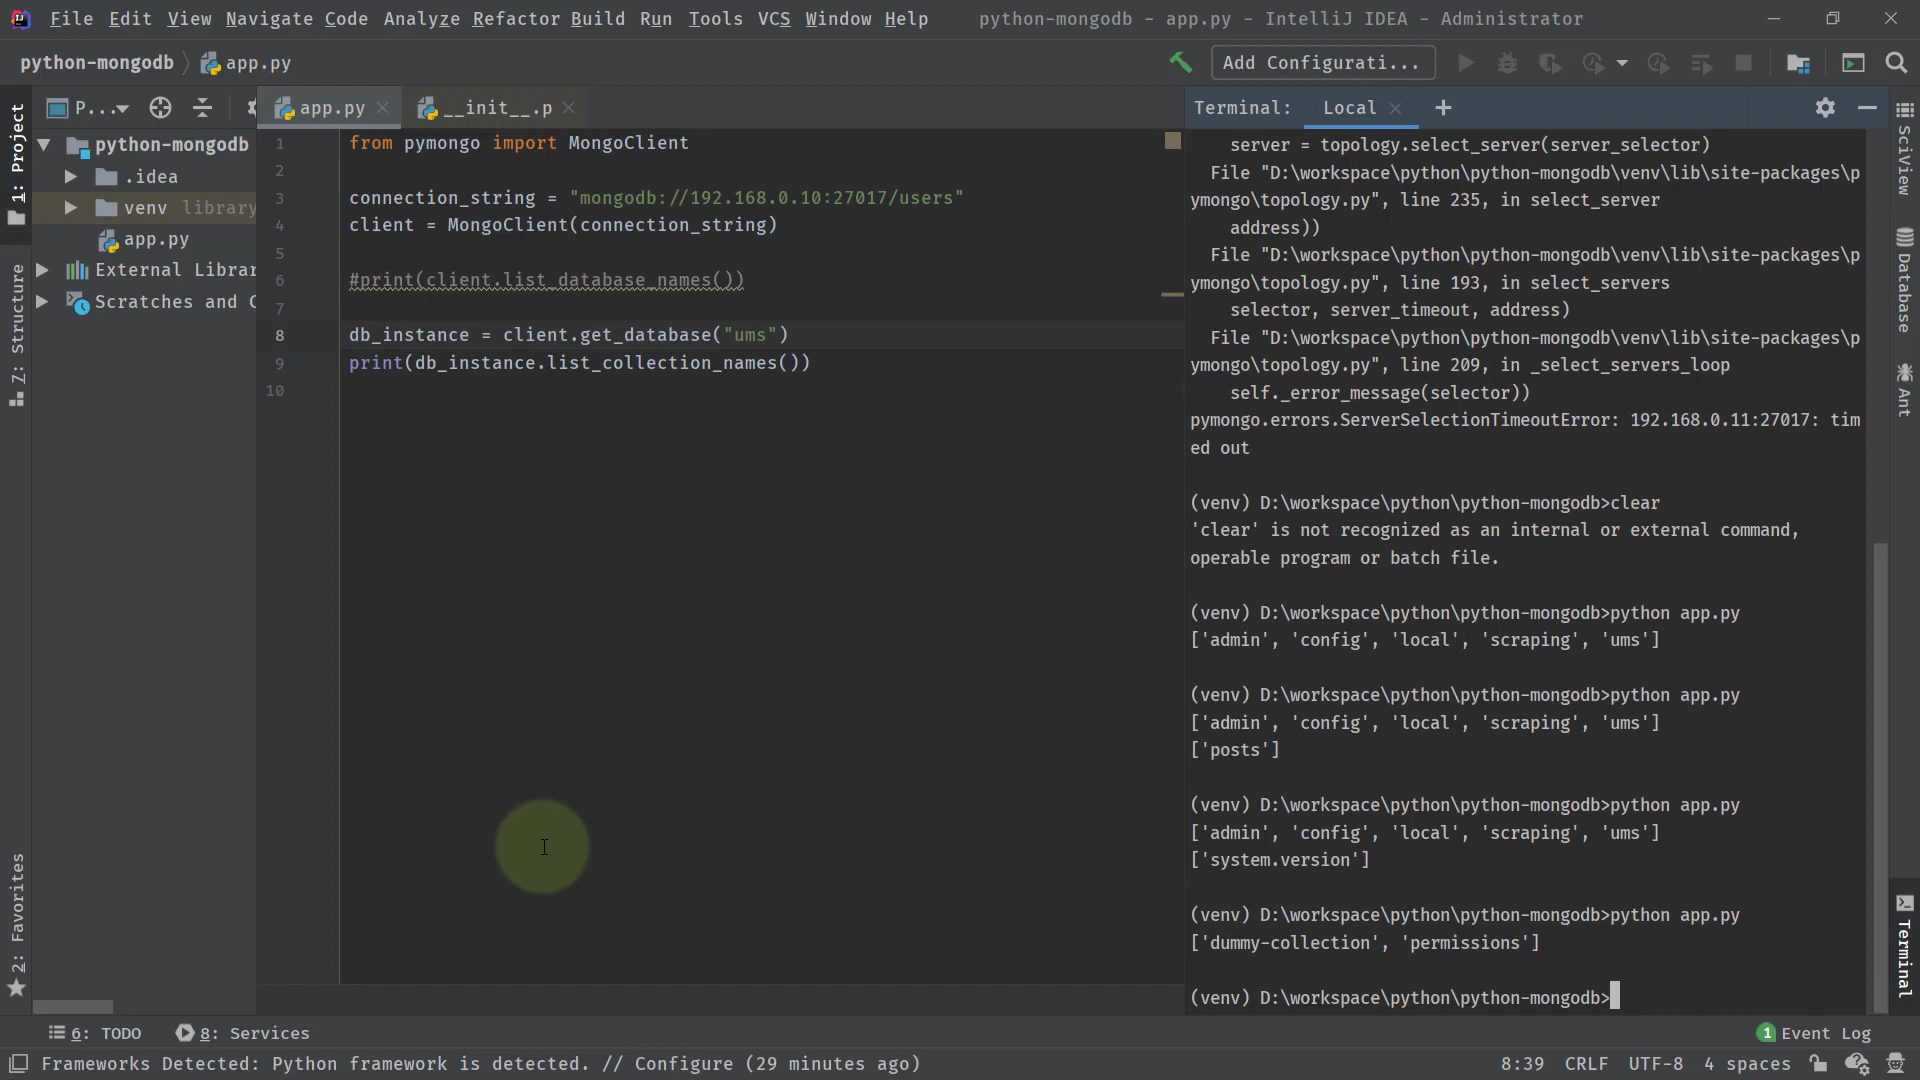 File Edit View Navigate Code Analyze Refactor Build Run Tools VCS Window Help python-mongodb - app.py - IntelliJ IDEA - Administrator
python-mongodb app.py Add Configurati...
P... app.py __init__.p Terminal: Local +
1: Project
python-mongodb
.idea
venv library
app.py
External Librar
Scratches and C
Z: Structure
2: Favorites
1 from pymongo import MongoClient
2
3 connection_string = "mongodb://192.168.0.10:27017/users"
4 client = MongoClient(connection_string)
5
6 #print(client.list_database_names())
7
8 db_instance = client.get_database("ums")
9 print(db_instance.list_collection_names())
10
server = topology.select_server(server_selector)
File "D:\workspace\python\python-mongodb\venv\lib\site-packages\p
ymongo\topology.py", line 235, in select_server
address))
File "D:\workspace\python\python-mongodb\venv\lib\site-packages\p
ymongo\topology.py", line 193, in select_servers
selector, server_timeout, address)
File "D:\workspace\python\python-mongodb\venv\lib\site-packages\p
ymongo\topology.py", line 209, in _select_servers_loop
self._error_message(selector))
pymongo.errors.ServerSelectionTimeoutError: 192.168.0.11:27017: tim
ed out
(venv) D:\workspace\python\python-mongodb>clear
'clear' is not recognized as an internal or external command,
operable program or batch file.
(venv) D:\workspace\python\python-mongodb>python app.py
['admin', 'config', 'local', 'scraping', 'ums']
(venv) D:\workspace\python\python-mongodb>python app.py
['admin', 'config', 'local', 'scraping', 'ums']
['posts']
(venv) D:\workspace\python\python-mongodb>python app.py
['admin', 'config', 'local', 'scraping', 'ums']
['system.version']
(venv) D:\workspace\python\python-mongodb>python app.py
['dummy-collection', 'permissions']
(venv) D:\workspace\python\python-mongodb>
SciView
Database
Ant
Terminal
6: TODO 8: Services 1 Event Log
Frameworks Detected: Python framework is detected. // Configure (29 minutes ago) 8:39 CRLF UTF-8 4 spaces